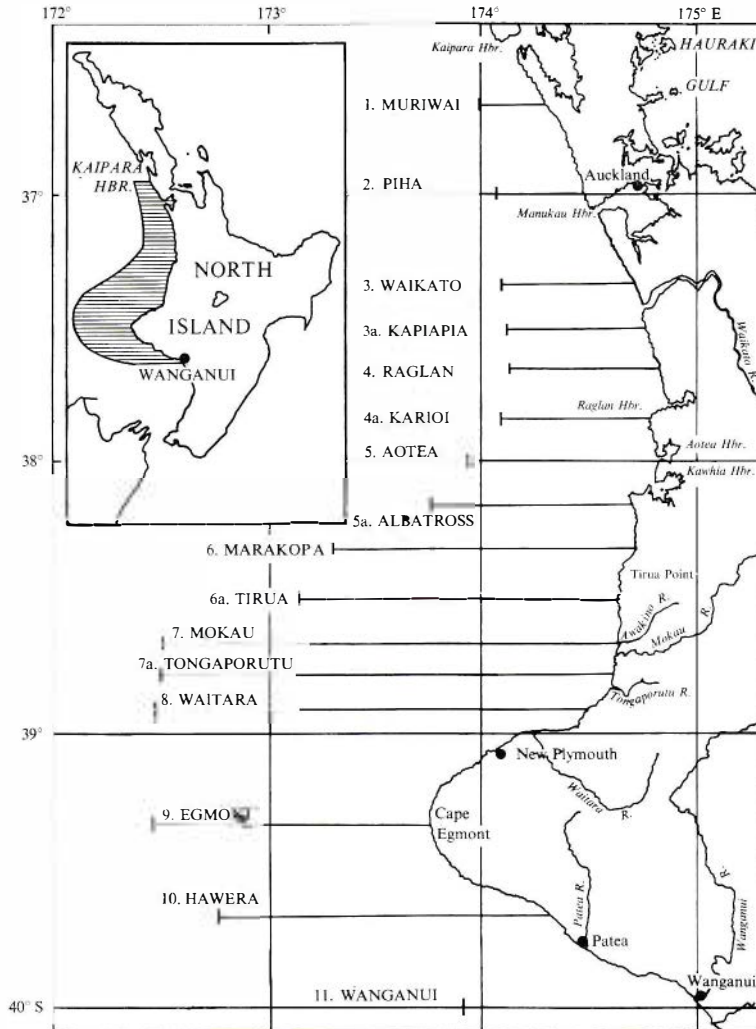 172°
173°
174°
175° E
Kaipara Hbr.
HAURAKI
GULF
1. MURIWAI
KAIPARA
HBR.
37°
2. PIHA
Auckland
Manukau Hbr.
NORTH
ISLAND
3. WAIKATO
3a. KAPIAPIA
WANGANUI
4. RAGLAN
Waikato R.
Raglan Hbr.
4a. KARIOI
5. AOTEA
Aotea Hbr.
38°
Kawhia Hbr.
5a. ALBATROSS
6. MARAKOPA
Tirua Point
6a. TIRUA
Awakino R.
7. MOKAU
Mokau R.
7a. TONGAPORUTU
8. WAITARA
Tongaporutu R.
39°
New Plymouth
Waitara R.
9. EGMO
Cape
Egmont
10. HAWERA
Patea R.
Wanganui R.
Patea
Wanganui
11. WANGANUI
40° S